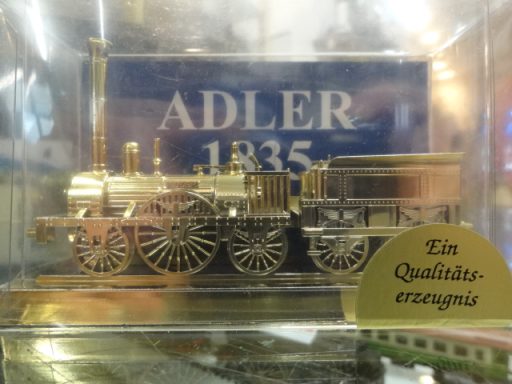 ADLER
1835
Ein
Qualitäts-
erzeugnis